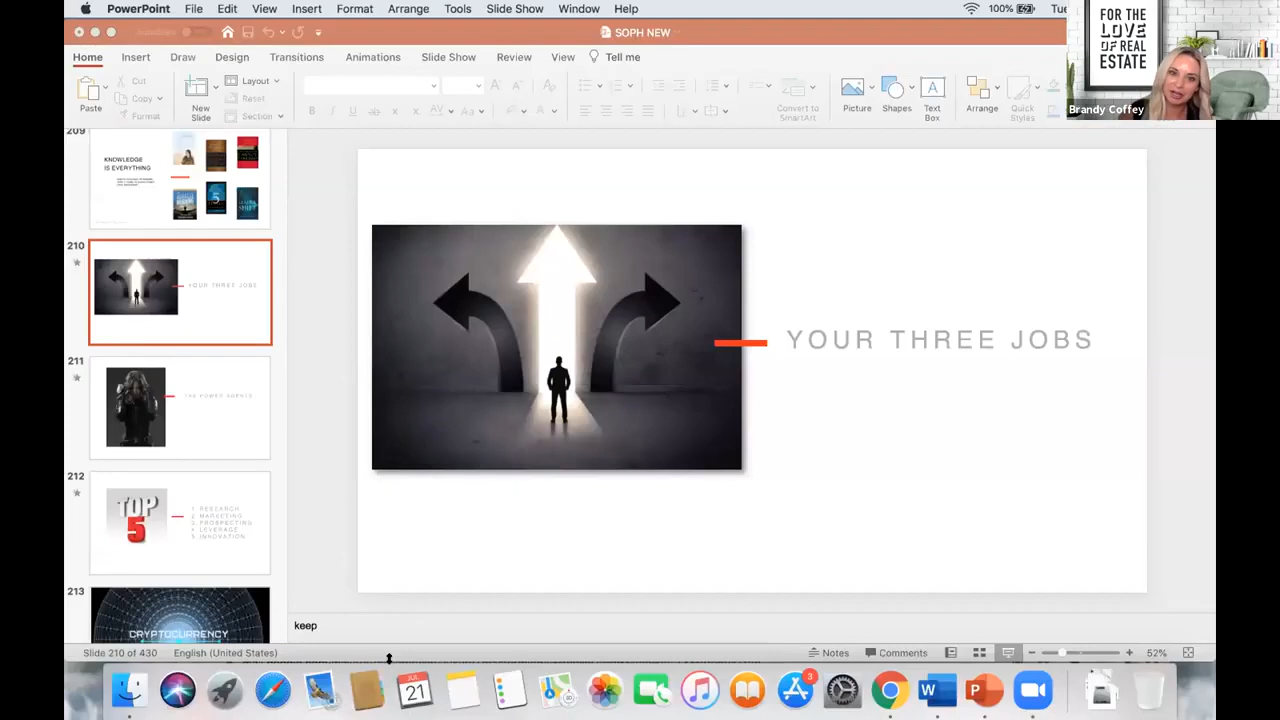 PowerPoint File Edit View Insert Format Arrange Tools Slide Show Window Help 100% Tue
SOPH NEW
Home Insert Draw Design Transitions Animations Slide Show Review View Tell me
Paste Cut Copy Format
New Slide Layout Reset Section
Convert to SmartArt
Picture Shapes Text Box Arrange Quick Styles
FOR THE
LOVE
OF REAL
ESTATE
Brandy Coffey
209
KNOWLEDGE
IS EVERYTHING
5
210
YOUR THREE JOBS
211
212
TOP
5
1. RESEARCH
2. MARKETING
3. PROSPECTING
4. LEVERAGE
5. INNOVATION
213
CRYPTOCURRENCY
YOUR THREE JOBS
keep
Slide 210 of 430 English (United States) Notes Comments 52%
JUL
21
3
W
P